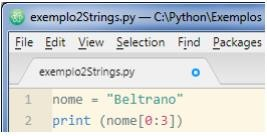 exemplo2Strings.py — C:\Python\Exemplos
File Edit View Selection Find Packages
exemplo2Strings.py
1 nome = "Beltrano"
2 print (nome[0:3])